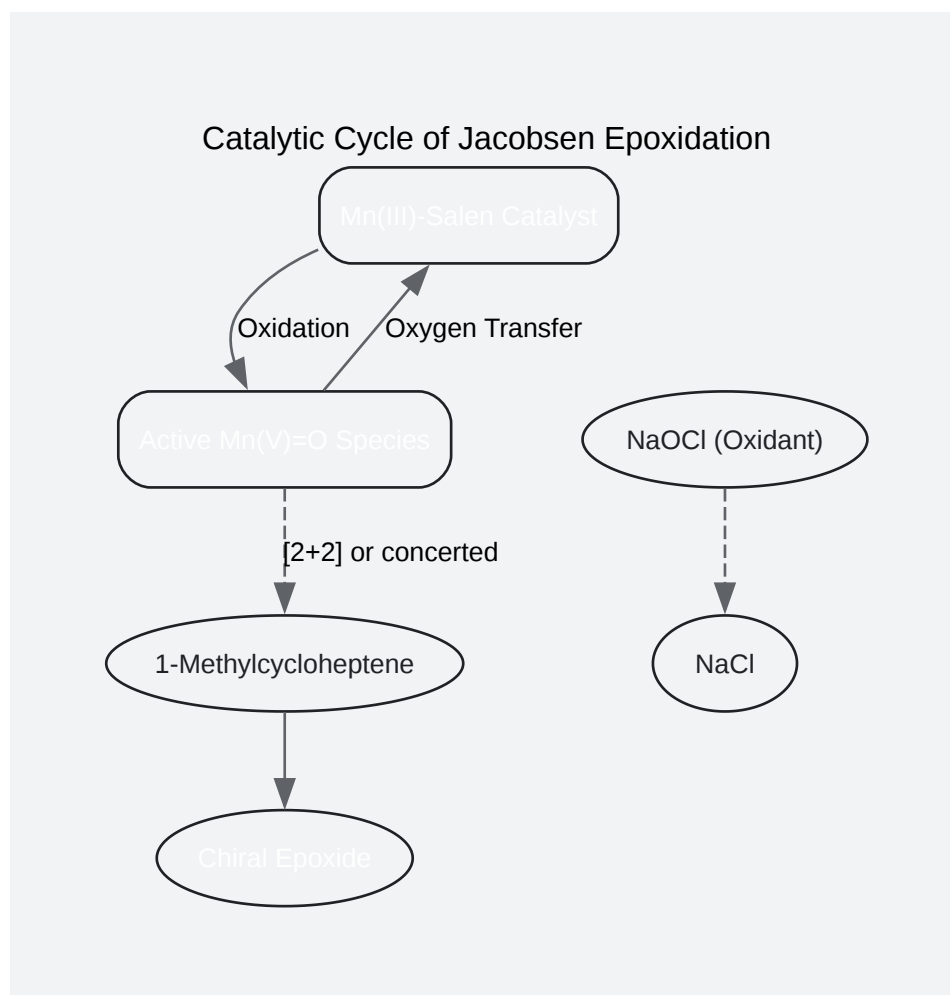 Catalytic Cycle of Jacobsen Epoxidation
Mn(III)-Salen Catalyst
Oxidation
Oxygen Transfer
Active Mn(V)=O Species
NaOCl (Oxidant)
[2+2] or concerted
1-Methylcycloheptene
NaCl
Chiral Epoxide